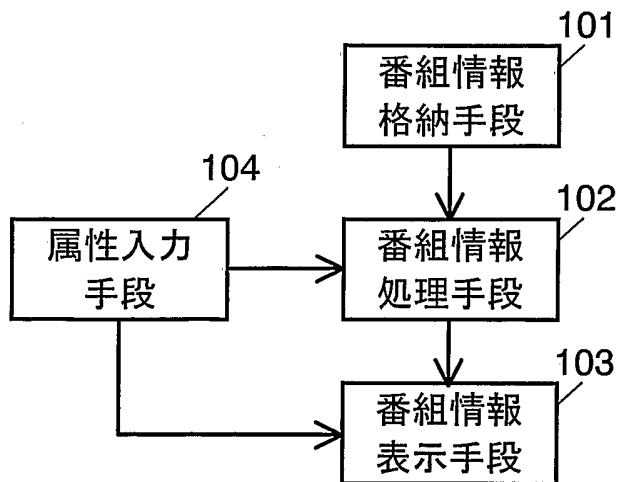 101
番組情報
格納手段
104
属性入力
手段
102
番組情報
処理手段
103
番組情報
表示手段